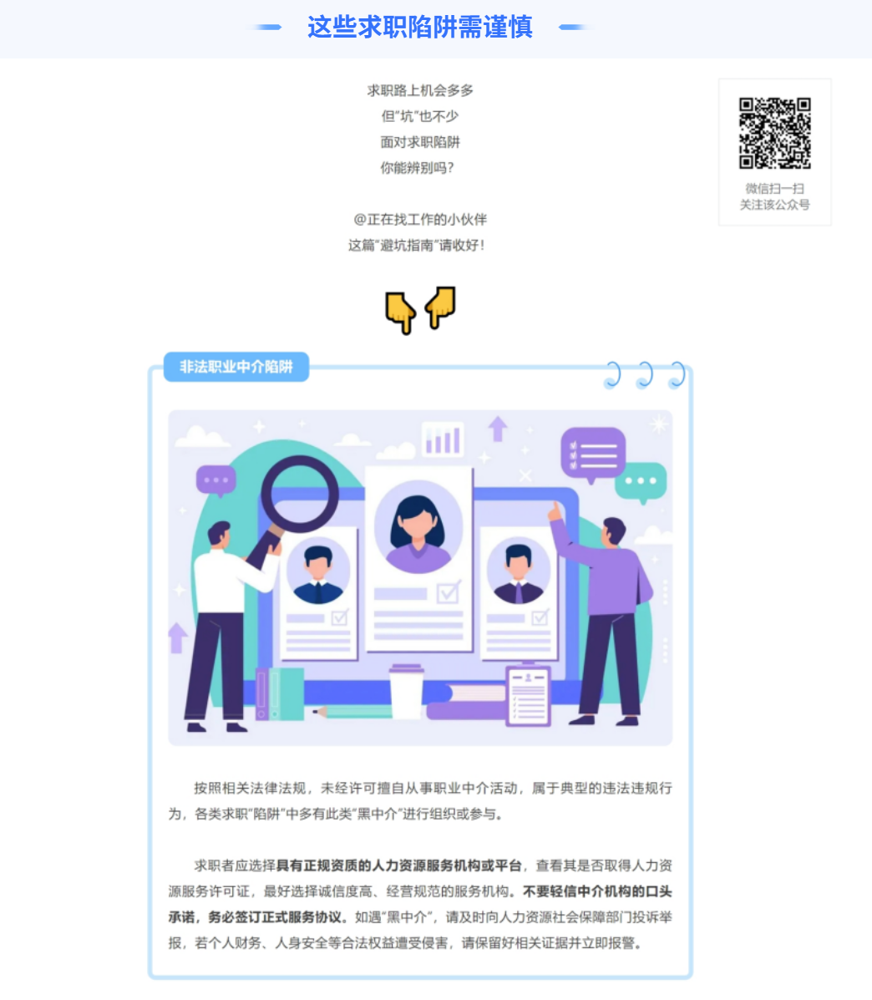 这些求职陷阱需谨慎
求职路上机会多多
但“坑”也不少
面对求职陷阱
你能辨别吗？
@正在找工作的小伙伴
这篇“避坑指南”请收好！
微信扫一扫
关注该公众号
非法职业中介陷阱
按照相关法律法规，未经许可擅自从事职业中介活动，属于典型的违法违规行
为，各类求职“陷阱”中多有此类“黑中介”进行组织或参与。
求职者应选择具有正规资质的人力资源服务机构或平台，查看其是否取得人力资
源服务许可证，最好选择诚信度高、经营规范的服务机构。不要轻信中介机构的口头
承诺，务必签订正式服务协议。如遇“黑中介”，请及时向人力资源社会保障部门投诉举
报，若个人财务、人身安全等合法权益遭受侵害，请保留好相关证据并立即报警。